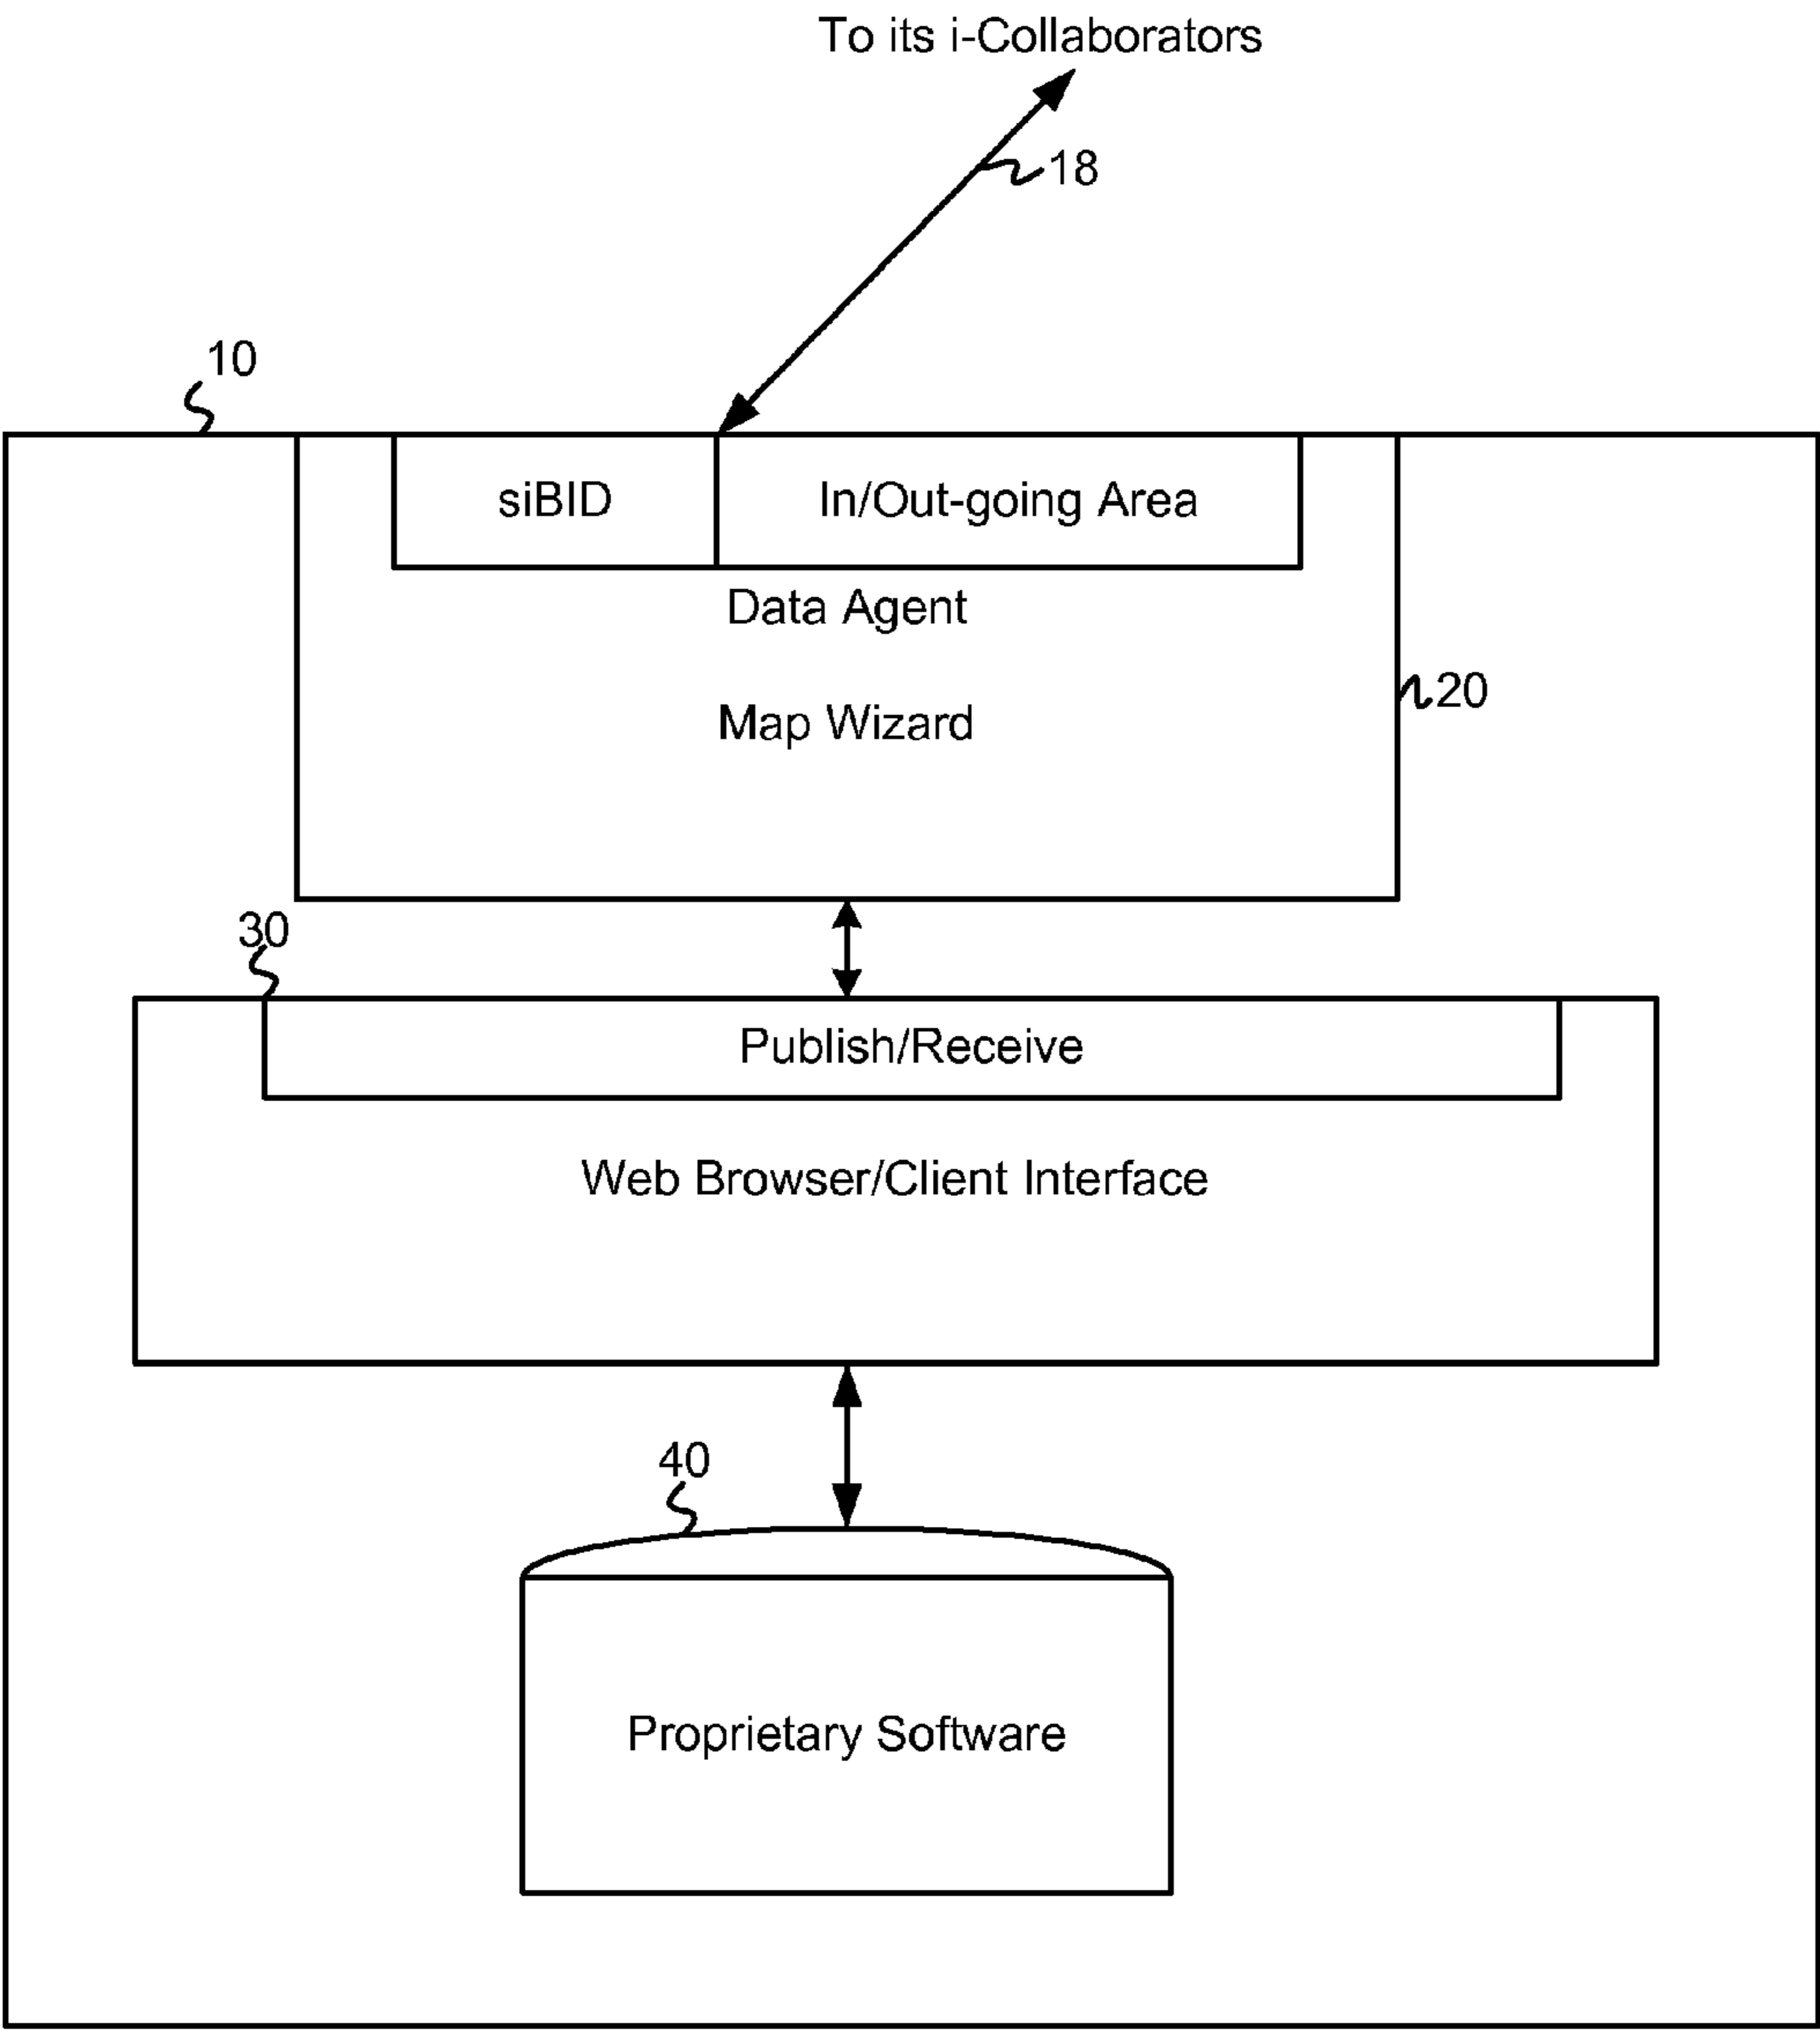 To its i-Collaborators
18
10
siBID In/Out-going Area
Data Agent
20
Map Wizard
30
Publish/Receive
Web Browser/Client Interface
40
Proprietary Software